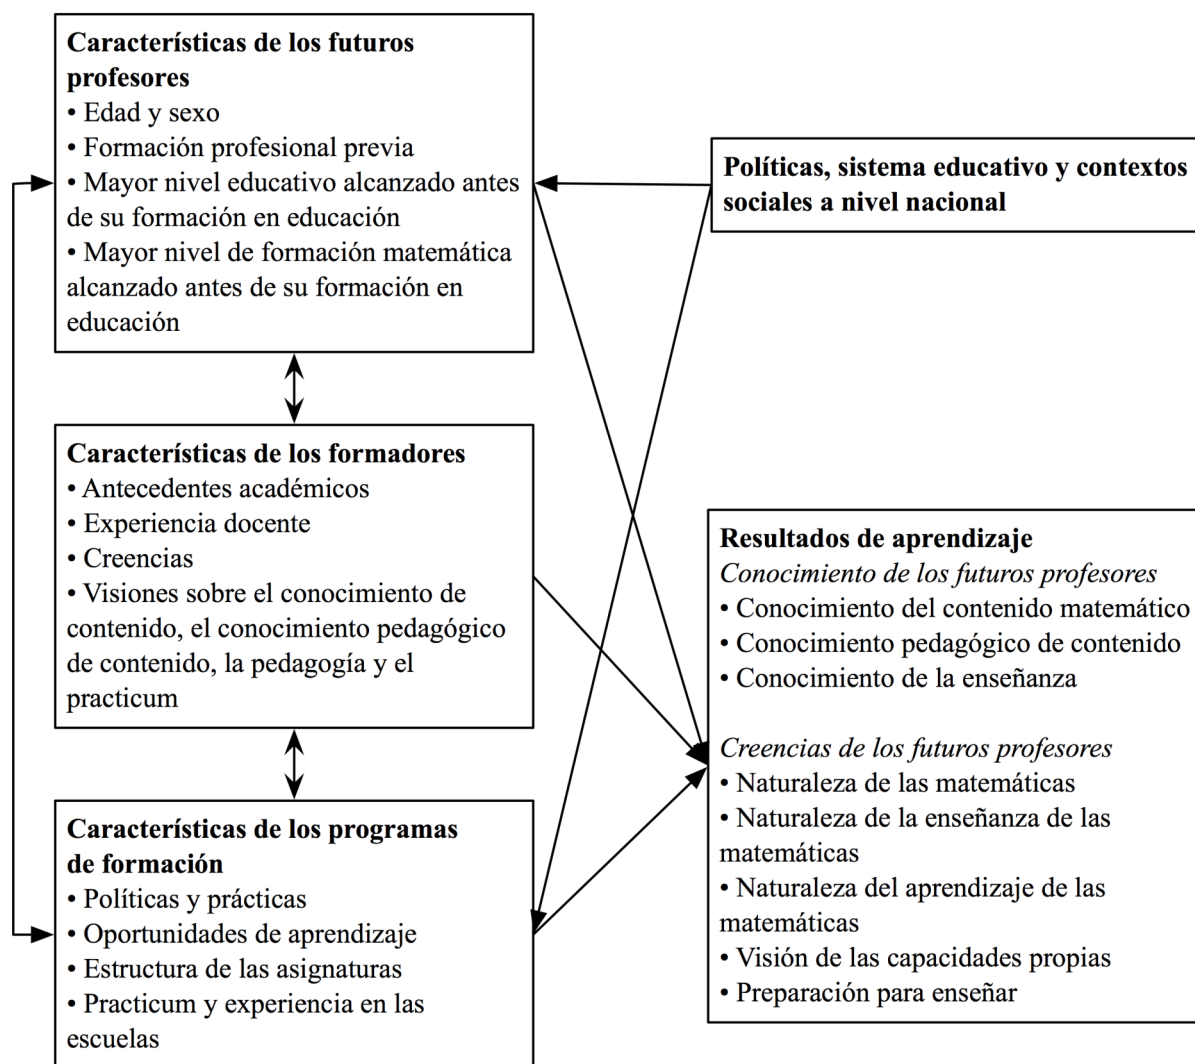 Características de los futuros
profesores
• Edad y sexo
• Formación profesional previa
• Mayor nivel educativo alcanzado antes
de su formación en educación
• Mayor nivel de formación matemática
alcanzado antes de su formación en
educación
Características de los formadores
• Antecedentes académicos
• Experiencia docente
• Creencias
• Visiones sobre el conocimiento de
contenido, el conocimiento pedagógico
de contenido, la pedagogía y el
practicum
Características de los programas
de formación
• Políticas y prácticas
• Oportunidades de aprendizaje
• Estructura de las asignaturas
• Practicum y experiencia en las
escuelas
Políticas, sistema educativo y contextos
sociales a nivel nacional
Resultados de aprendizaje
Conocimiento de los futuros profesores
• Conocimiento del contenido matemático
• Conocimiento pedagógico de contenido
• Conocimiento de la enseñanza
Creencias de los futuros profesores
• Naturaleza de las matemáticas
• Naturaleza de la enseñanza de las
matemáticas
• Naturaleza del aprendizaje de las
matemáticas
• Visión de las capacidades propias
• Preparación para enseñar